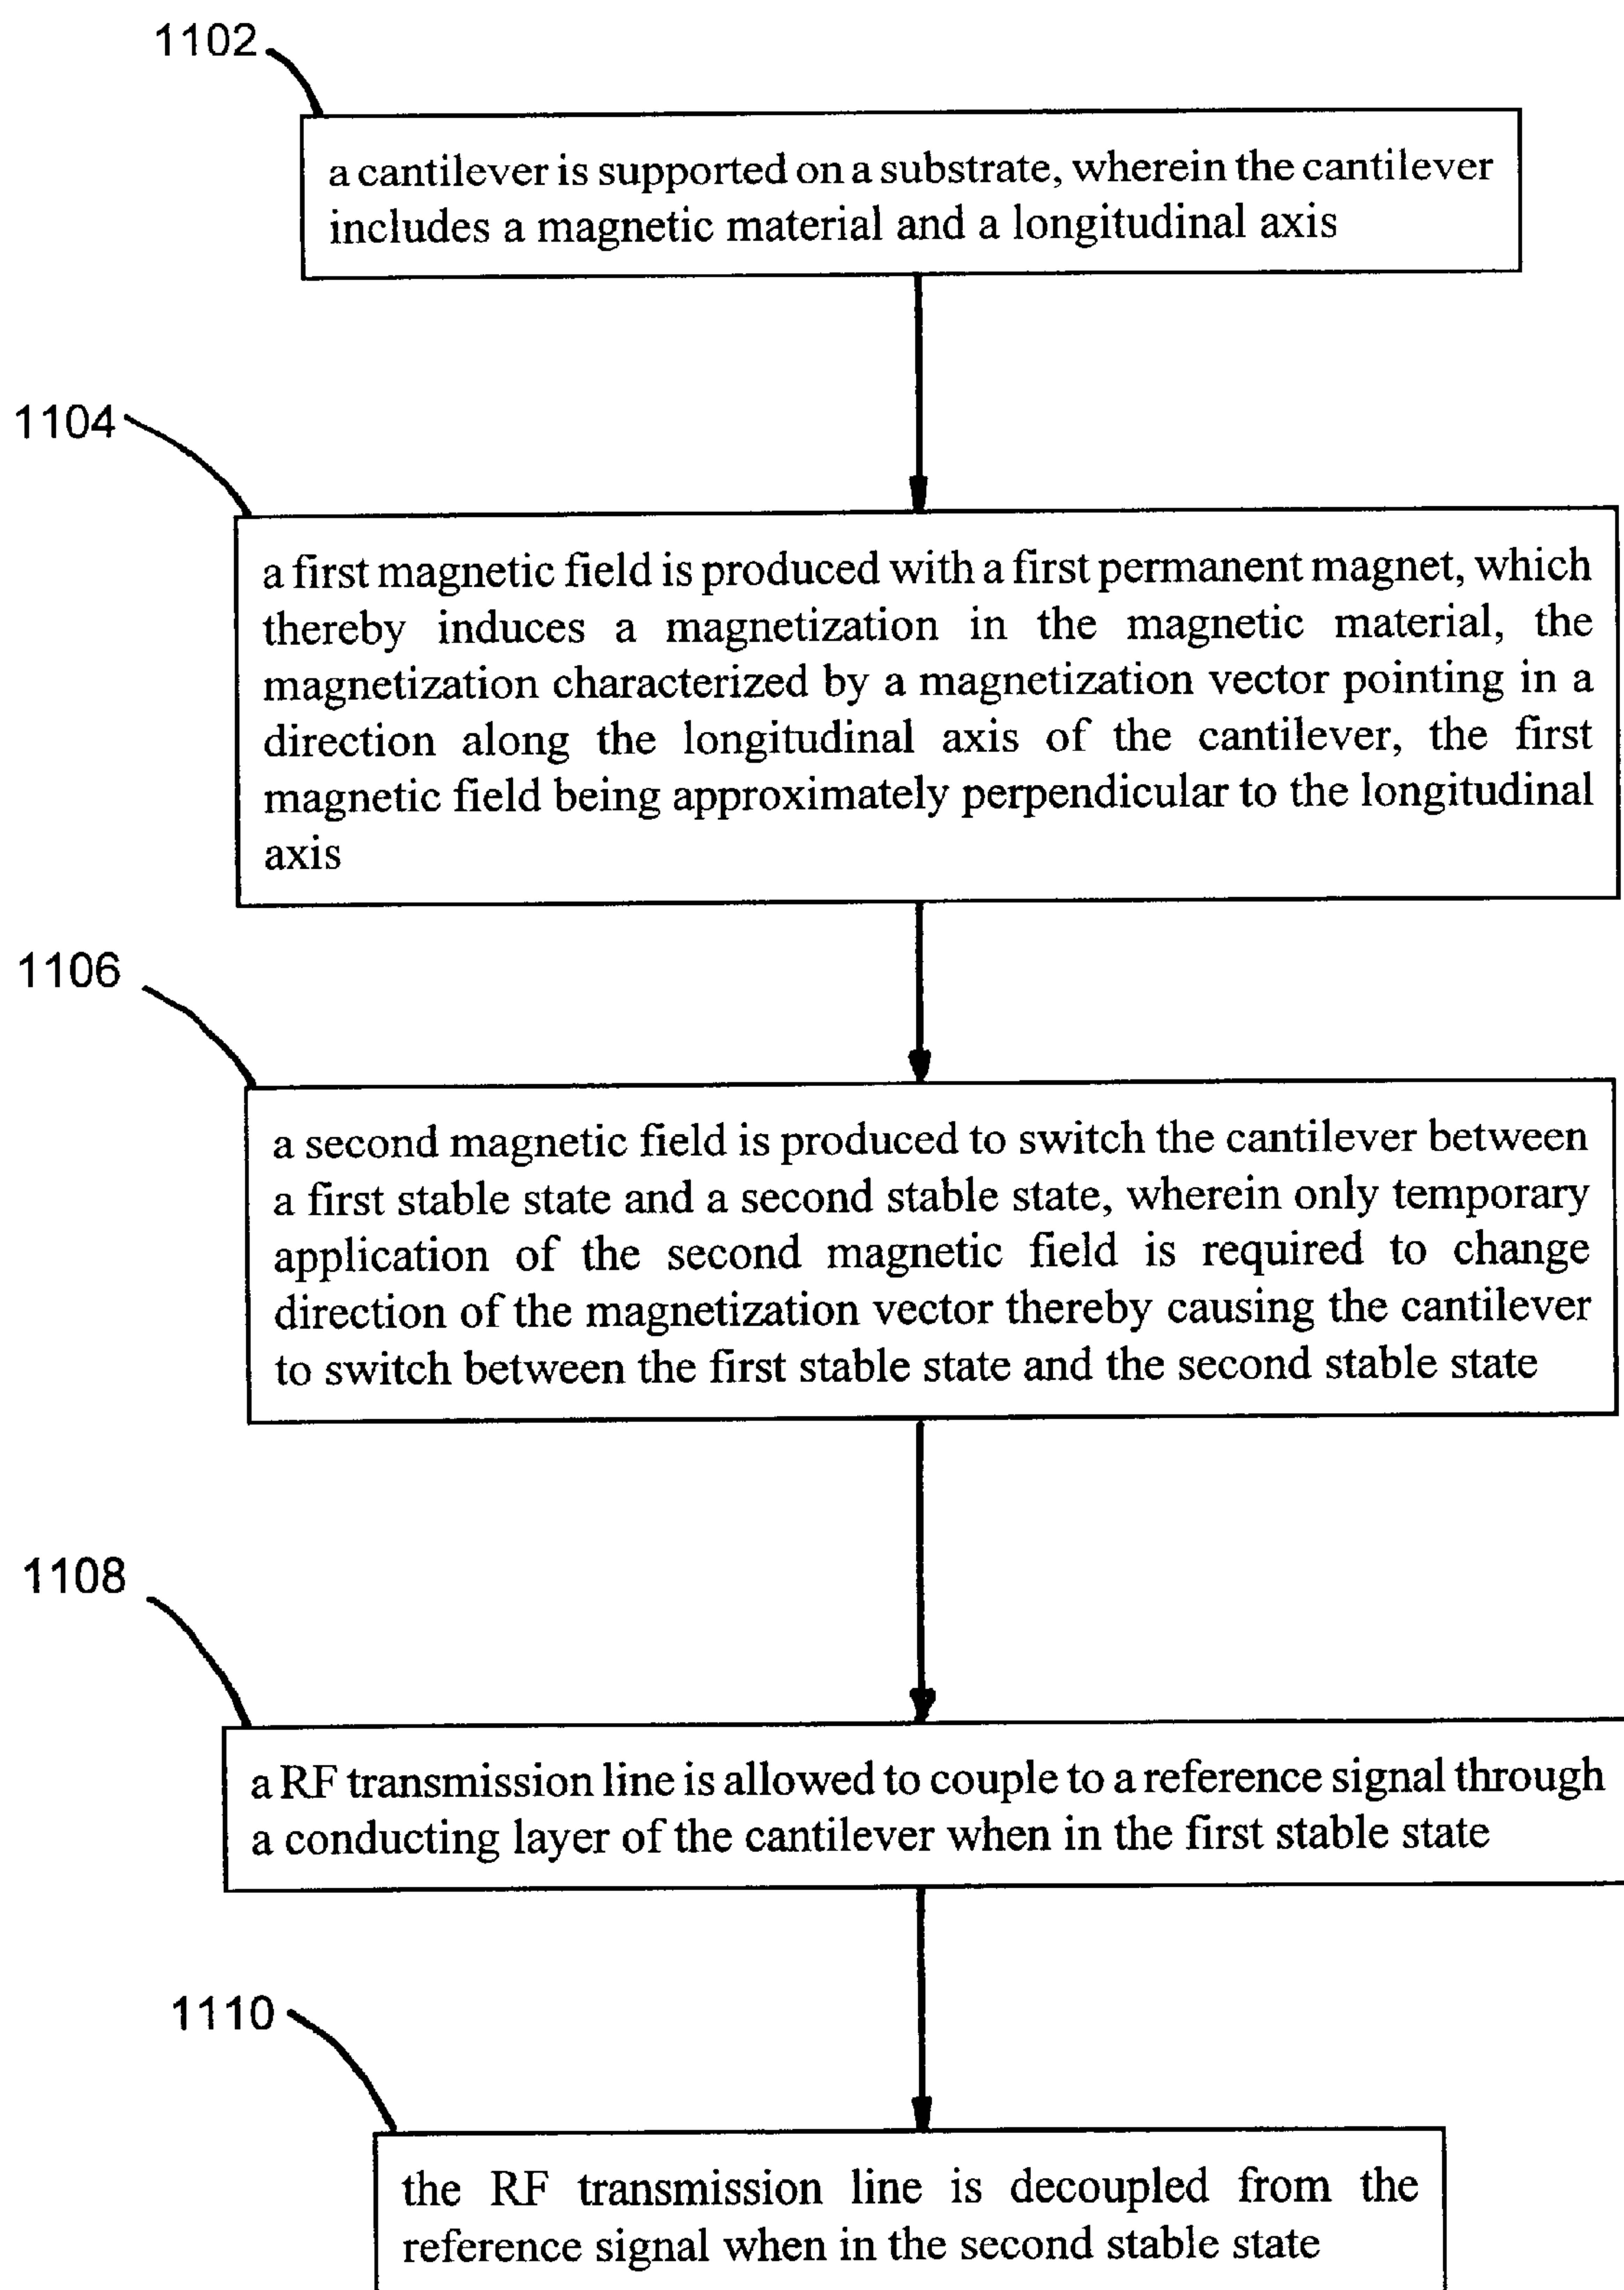 1102
a cantilever is supported on a substrate, wherein the cantilever
includes a magnetic material and a longitudinal axis
1104
a first magnetic field is produced with a first permanent magnet, which
thereby induces a magnetization in the magnetic material, the
magnetization characterized by a magnetization vector pointing in a
direction along the longitudinal axis of the cantilever, the first
magnetic field being approximately perpendicular to the longitudinal
axis
1106
a second magnetic field is produced to switch the cantilever between
a first stable state and a second stable state, wherein only temporary
application of the second magnetic field is required to change
direction of the magnetization vector thereby causing the cantilever
to switch between the first stable state and the second stable state
1108
a RF transmission line is allowed to couple to a reference signal through
a conducting layer of the cantilever when in the first stable state
1110
the RF transmission line is decoupled from the
reference signal when in the second stable state